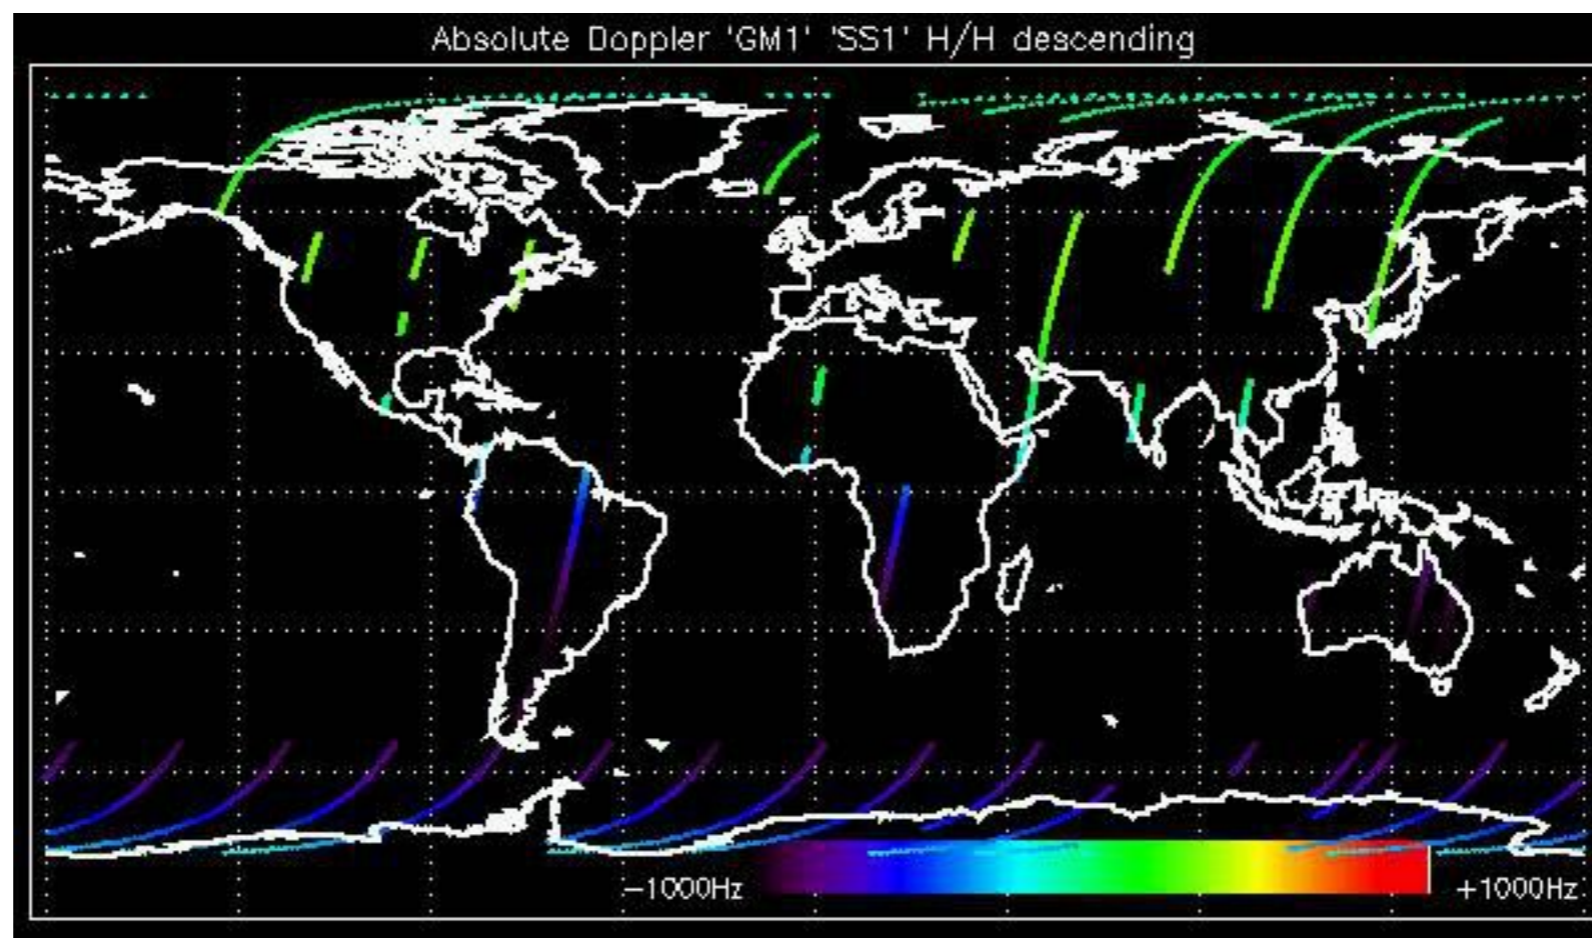 Absolute Doppler 'GM1' 'SS1' H/H descending
−1000Hz
+1000Hz